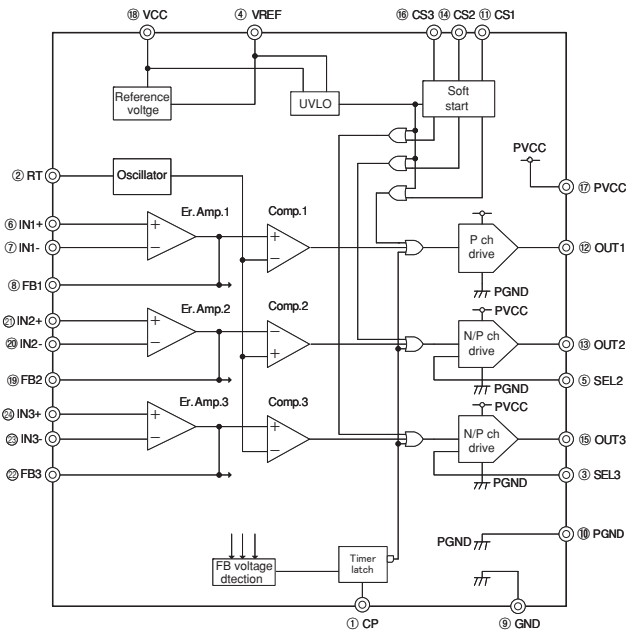 ⑱ VCC
④ VREF
⑯ CS3 ⑭ CS2 ⑪ CS1
Reference
voltge
UVLO
Soft
start
PVCC
② RT
Oscillator
⑰ PVCC
Er.Amp.1
Comp.1
⑥ IN1+
+
+
P ch
drive
⑫ OUT1
⑦ IN1-
−
−
⑧ FB1
PGND
Er.Amp.2
Comp.2
PVCC
㉑ IN2+
+
−
N/P ch
drive
⑬ OUT2
⑳ IN2-
−
+
⑲ FB2
⑤ SEL2
PGND
Er.Amp.3
Comp.3
PVCC
㉔ IN3+
+
+
N/P ch
drive
⑮ OUT3
㉓ IN3-
−
−
㉒ FB3
③ SEL3
PGND
PGND
⑩ PGND
FB voltage
dtection
Timer
latch
① CP
⑨ GND